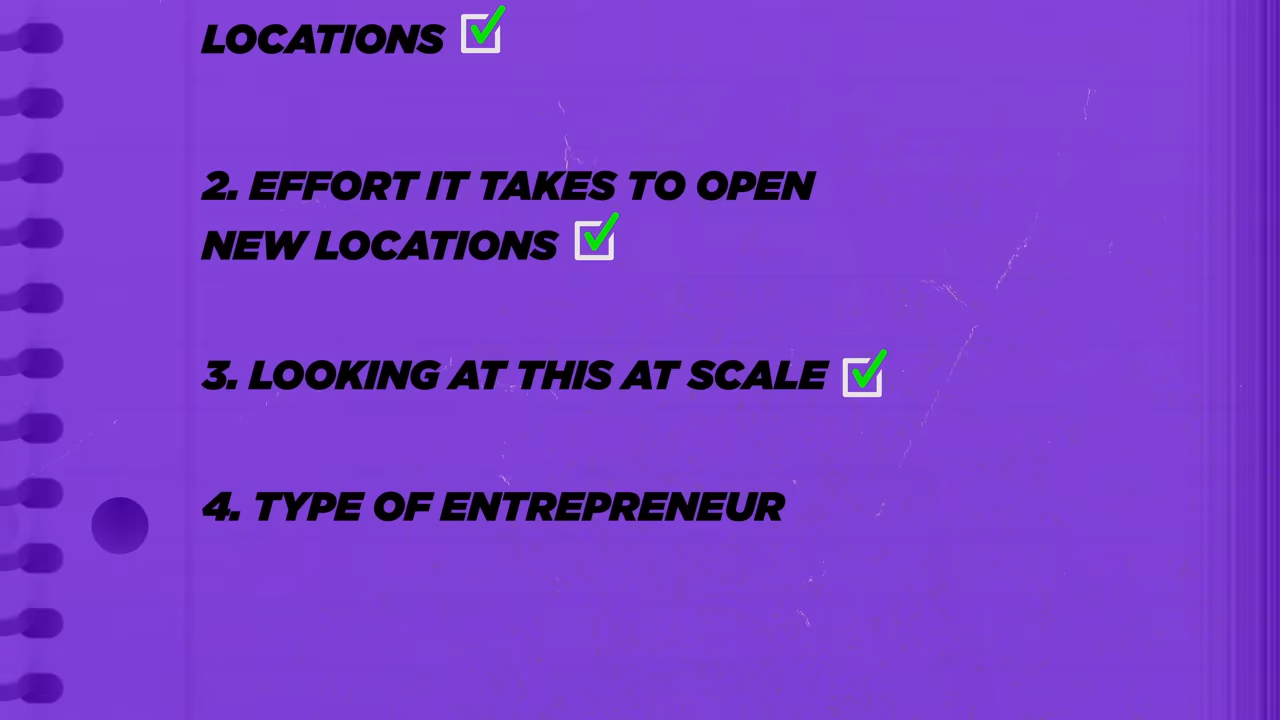 LOCATIONS
2. EFFORT IT TAKES TO OPEN
NEW LOCATIONS
3. LOOKING AT THIS AT SCALE
4. TYPE OF ENTREPRENEUR